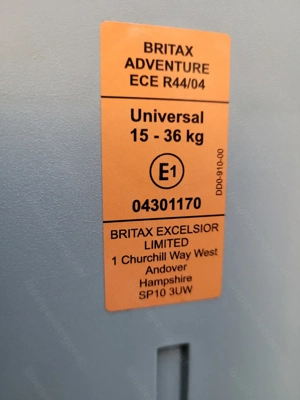 BRITAX
ADVENTURE
ECE R44/04
Universal
15 - 36 kg
E1
04301170
DD0-910-00
BRITAX EXCELSIOR
LIMITED
1 Churchill Way West
Andover
Hampshire
SP10 3UW